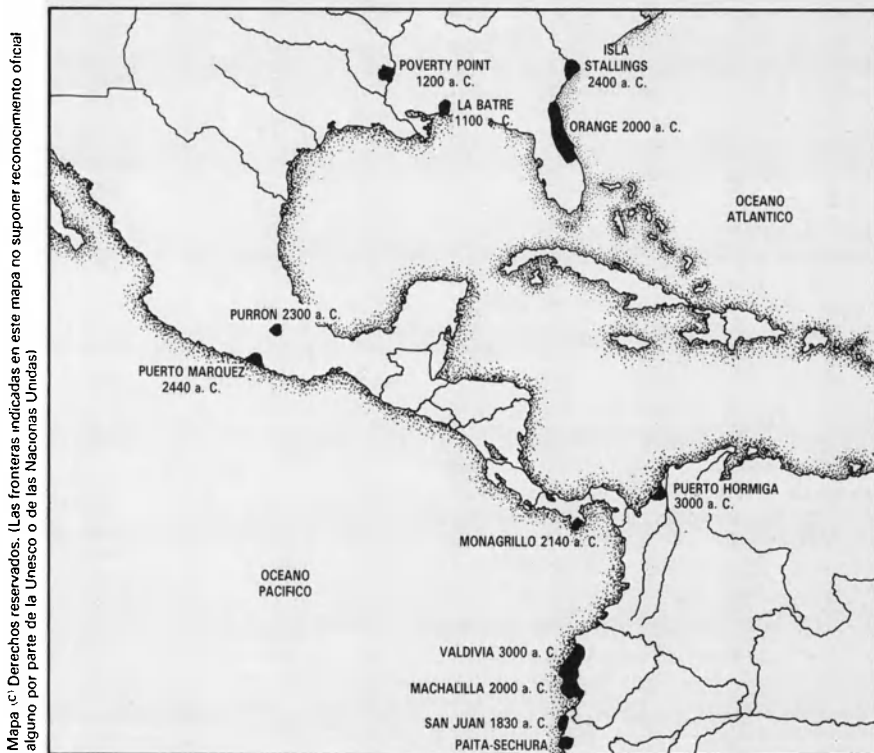 Mapa (C) Derechos reservados. (Las fronteras indicadas en este mapa no suponer reconocimiento oficial
alguno por parte de la Unesco o de las Nacionas Unidas)
POVERTY POINT
1200 a. C.
ISLA
STALLINGS
2400 a. C.
LA BATRE
1100 a. C.
ORANGE 2000 a. C.
OCEANO
ATLANTICO
PURRON 2300 a. C.
PUERTO MARQUEZ
2440 a. C.
PUERTO HORMIGA
3000 a. C.
MONAGRILLO 2140 a. C.
OCEANO
PACIFICO
VALDIVIA 3000 a. C.
MACHALILLA 2000 a. C.
SAN JUAN 1830 a. C.
PAITA-SECHURA